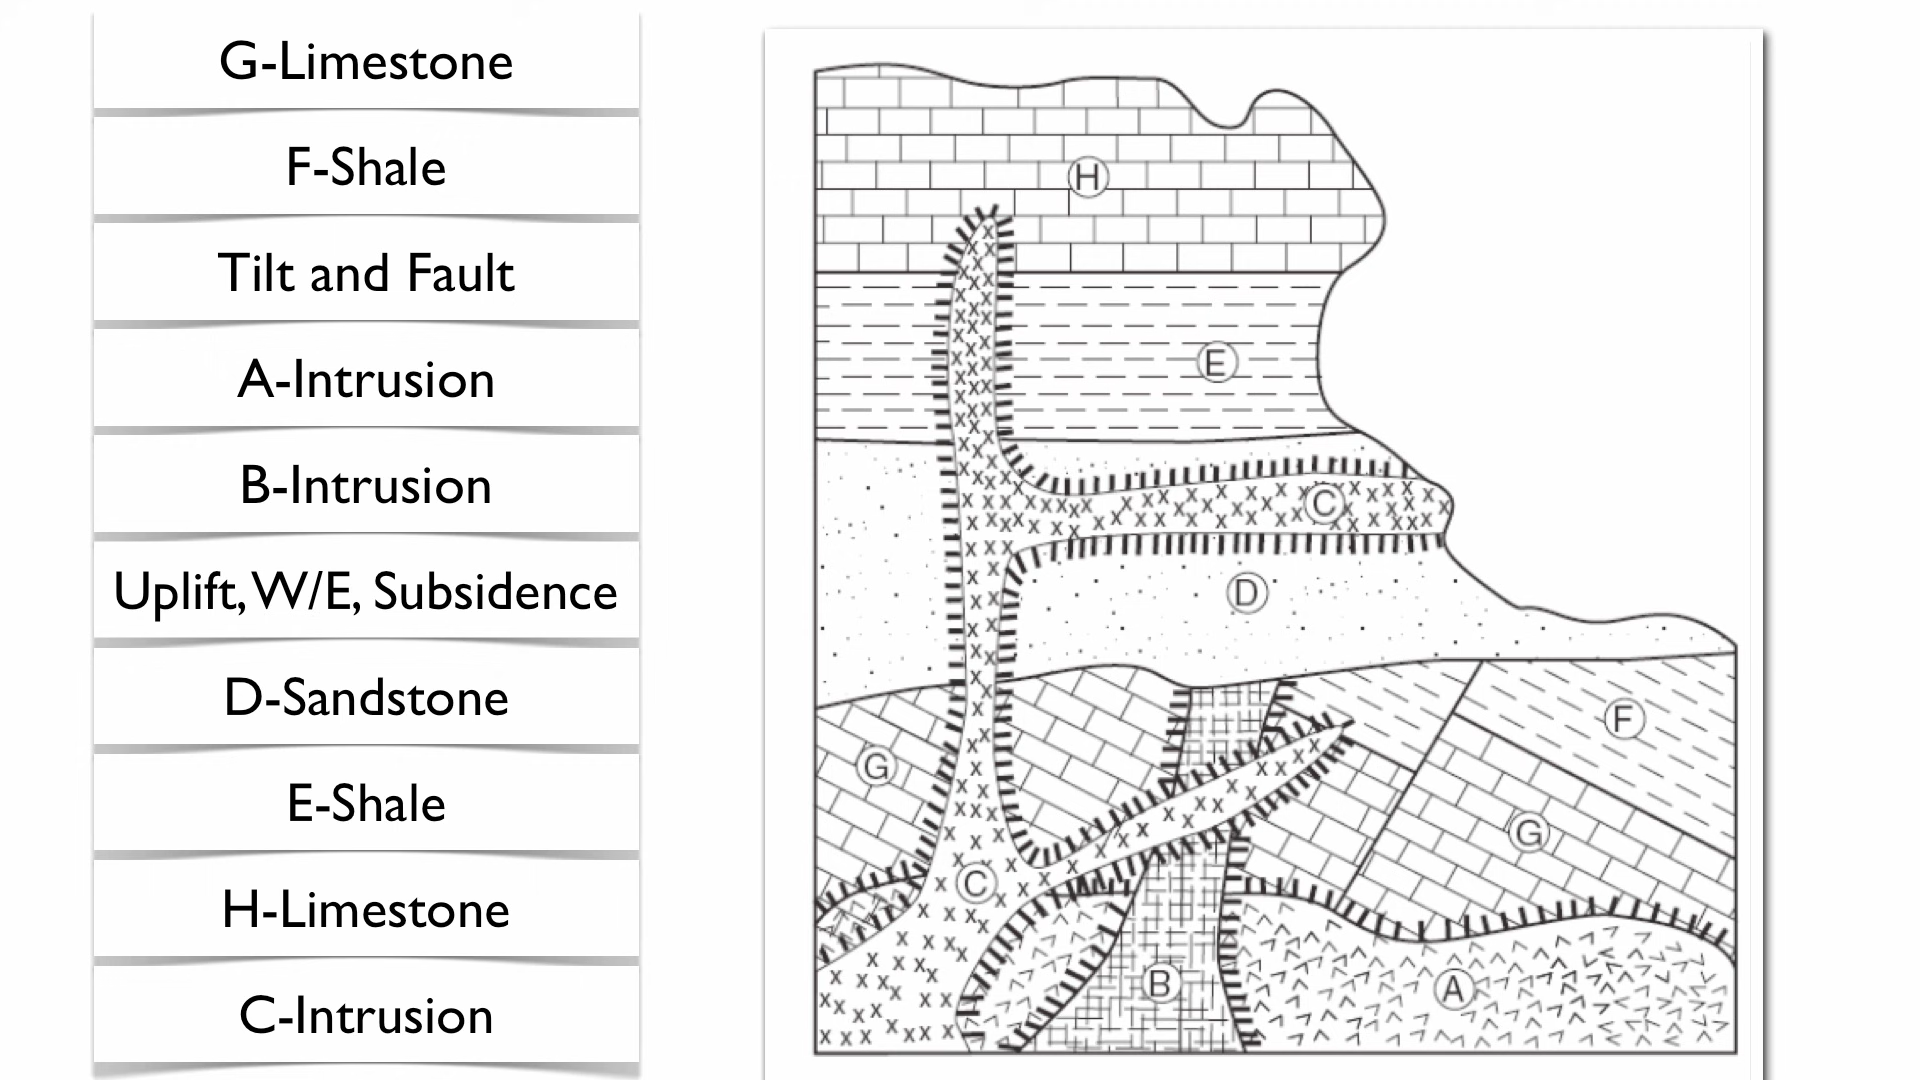 G-Limestone
F-Shale
Tilt and Fault
A-Intrusion
B-Intrusion
Uplift, W/E, Subsidence
D-Sandstone
E-Shale
H-Limestone
C-Intrusion
H
E
C
D
F
G
G
C
B
A